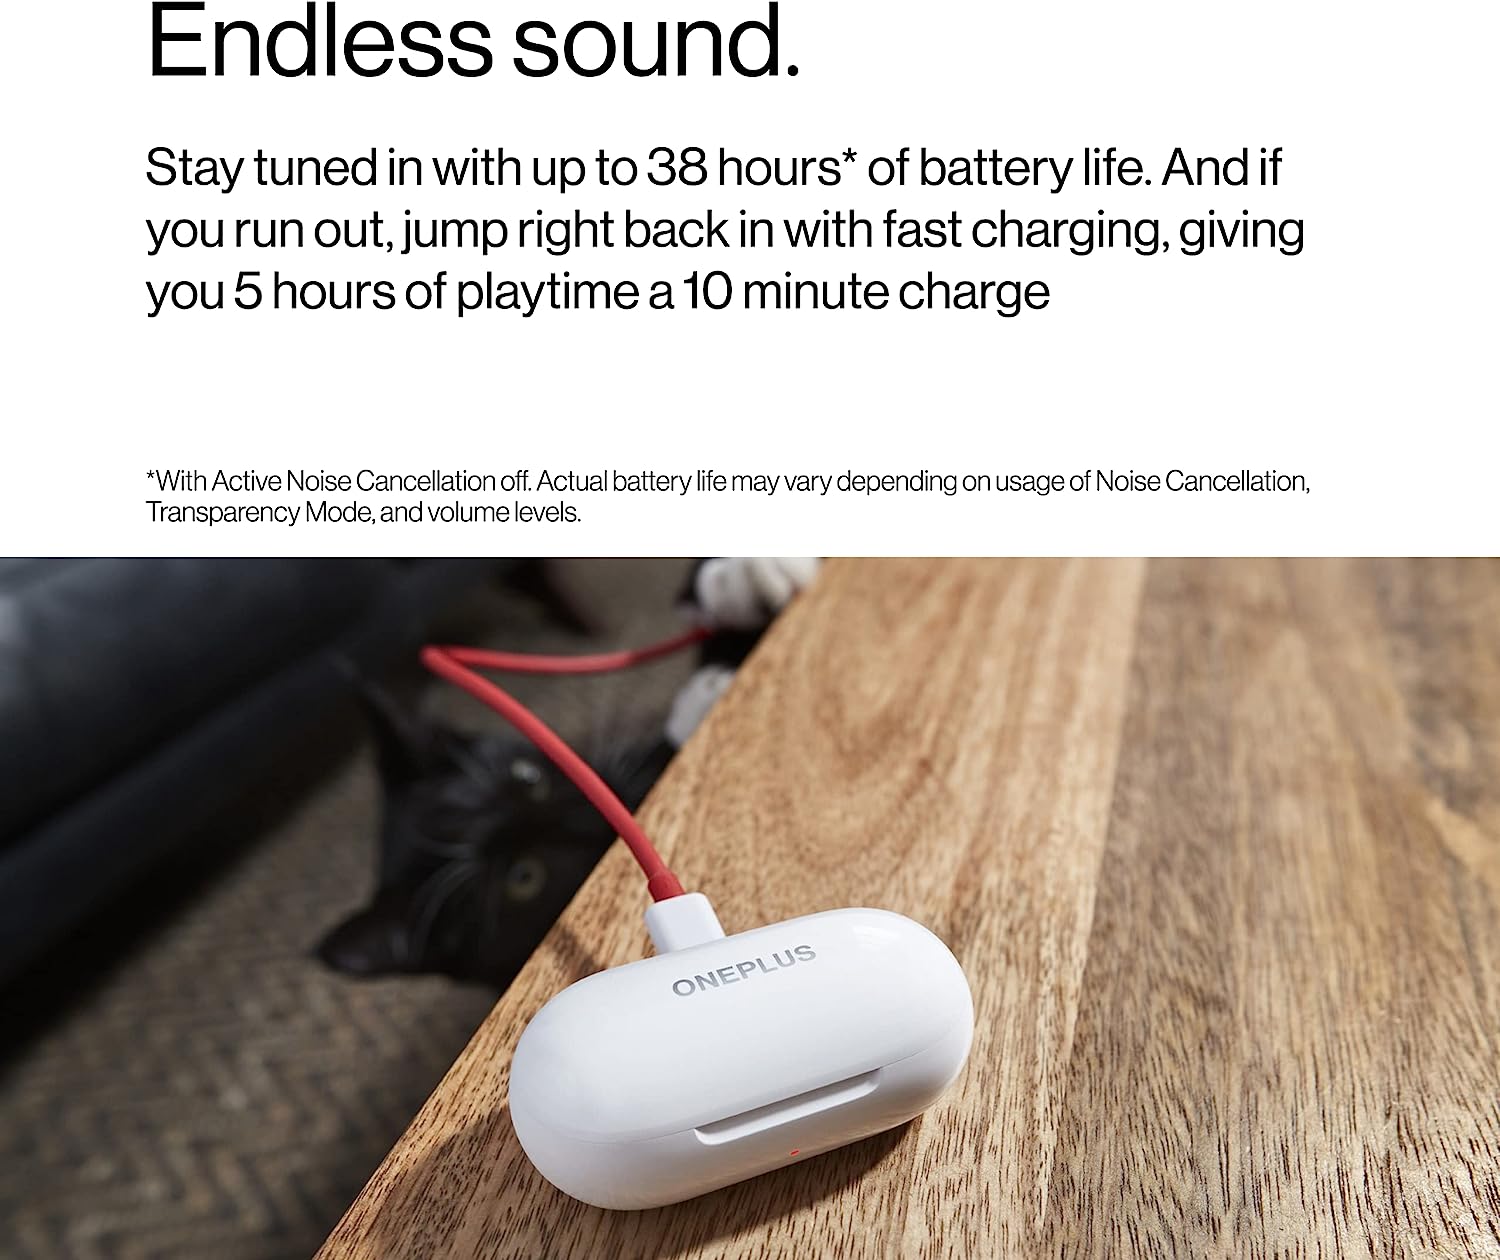 Endless sound.
Stay tuned in with up to 38 hours* of battery life. And if
you run out, jump right back in with fast charging, giving
you 5 hours of playtime a 10 minute charge
*With Active Noise Cancellation off. Actual battery life may vary depending on usage of Noise Cancellation,
Transparency Mode, and volume levels.
ONEPLUS